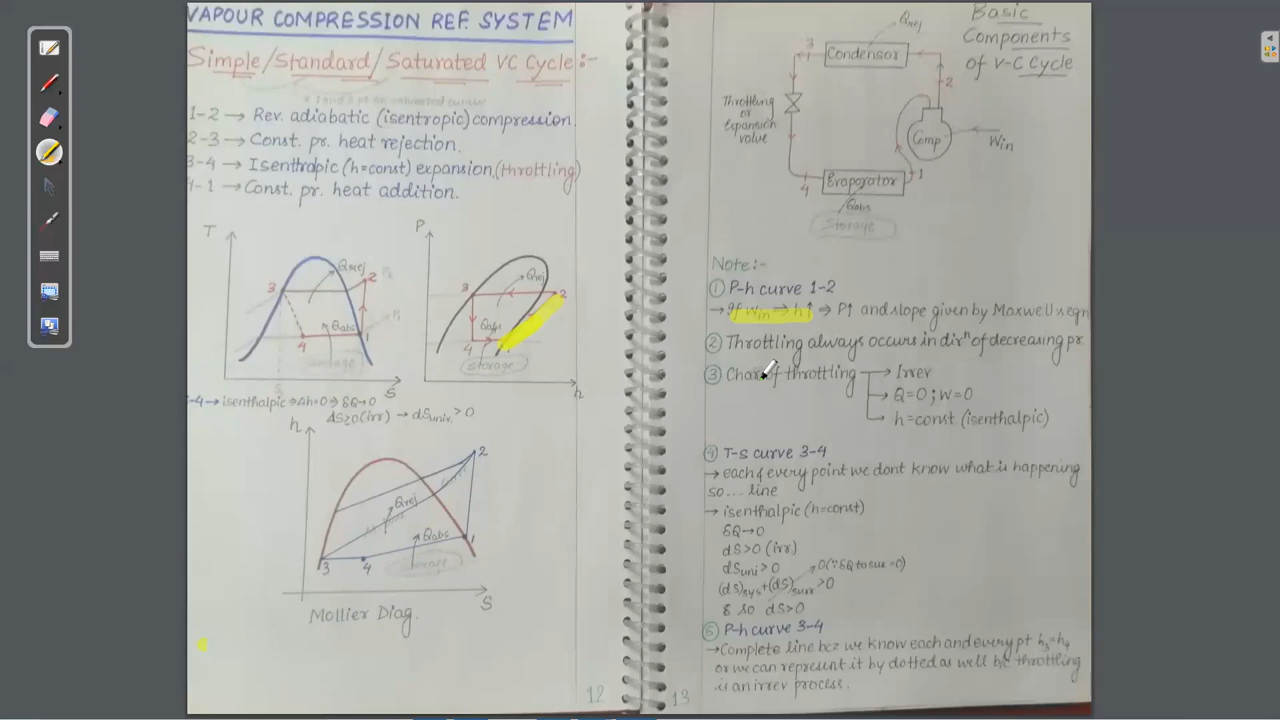 VAPOUR COMPRESSION REF. SYSTEM
Simple/Standard/Saturated VC Cycle:-
1-2 → Rev. adiabatic (isentropic) compression.
2-3 → Const. pr. heat rejection.
3-4 → Isenthalpic (h=const) expansion (throttling)
4-1 → Const. pr. heat addition.
T
3
2
Qrej
Qabs
4
1
S
P
3
2
Qrej
Qabs
4
storage
h
-4 → isenthalpic ⇒ Δh=0 ⇒ δQ→0
ΔS≥0 (irr) → dSuniv. > 0
h
2
Qrej
Qabs
1
3
4
S
Mollier Diag.
12
Basic
Components
of V-C Cycle
Qrej
3
Condensor
2
Throttling
or
expansion
valve
Comp
Win
4
Evaporator
1
Qabs
Storage
Note:-
① P-h curve 1-2
→ If Win ⇒ h↑ ⇒ P↑ and slope given by Maxwell's eqn
② Throttling always occurs in dirn of decreasing pr
③ Char of throttling → Irrev
→ Q=0 ; W=0
→ h=const (isenthalpic)
④ T-s curve 3-4
→ each & every point we dont know what is happening
so.... line
→ isenthalpic (h=const)
δQ→0
dS>0 (irr)
dSuni>0
0(∵δQ to surr=0)
(ds)sys+(ds)surr >0
& so dS>0
⑤ P-h curve 3-4
→ Complete line bcz we know each and every pt h3=h4
or we can represent it by dotted as well b/c throttling
is an irrev process.
13